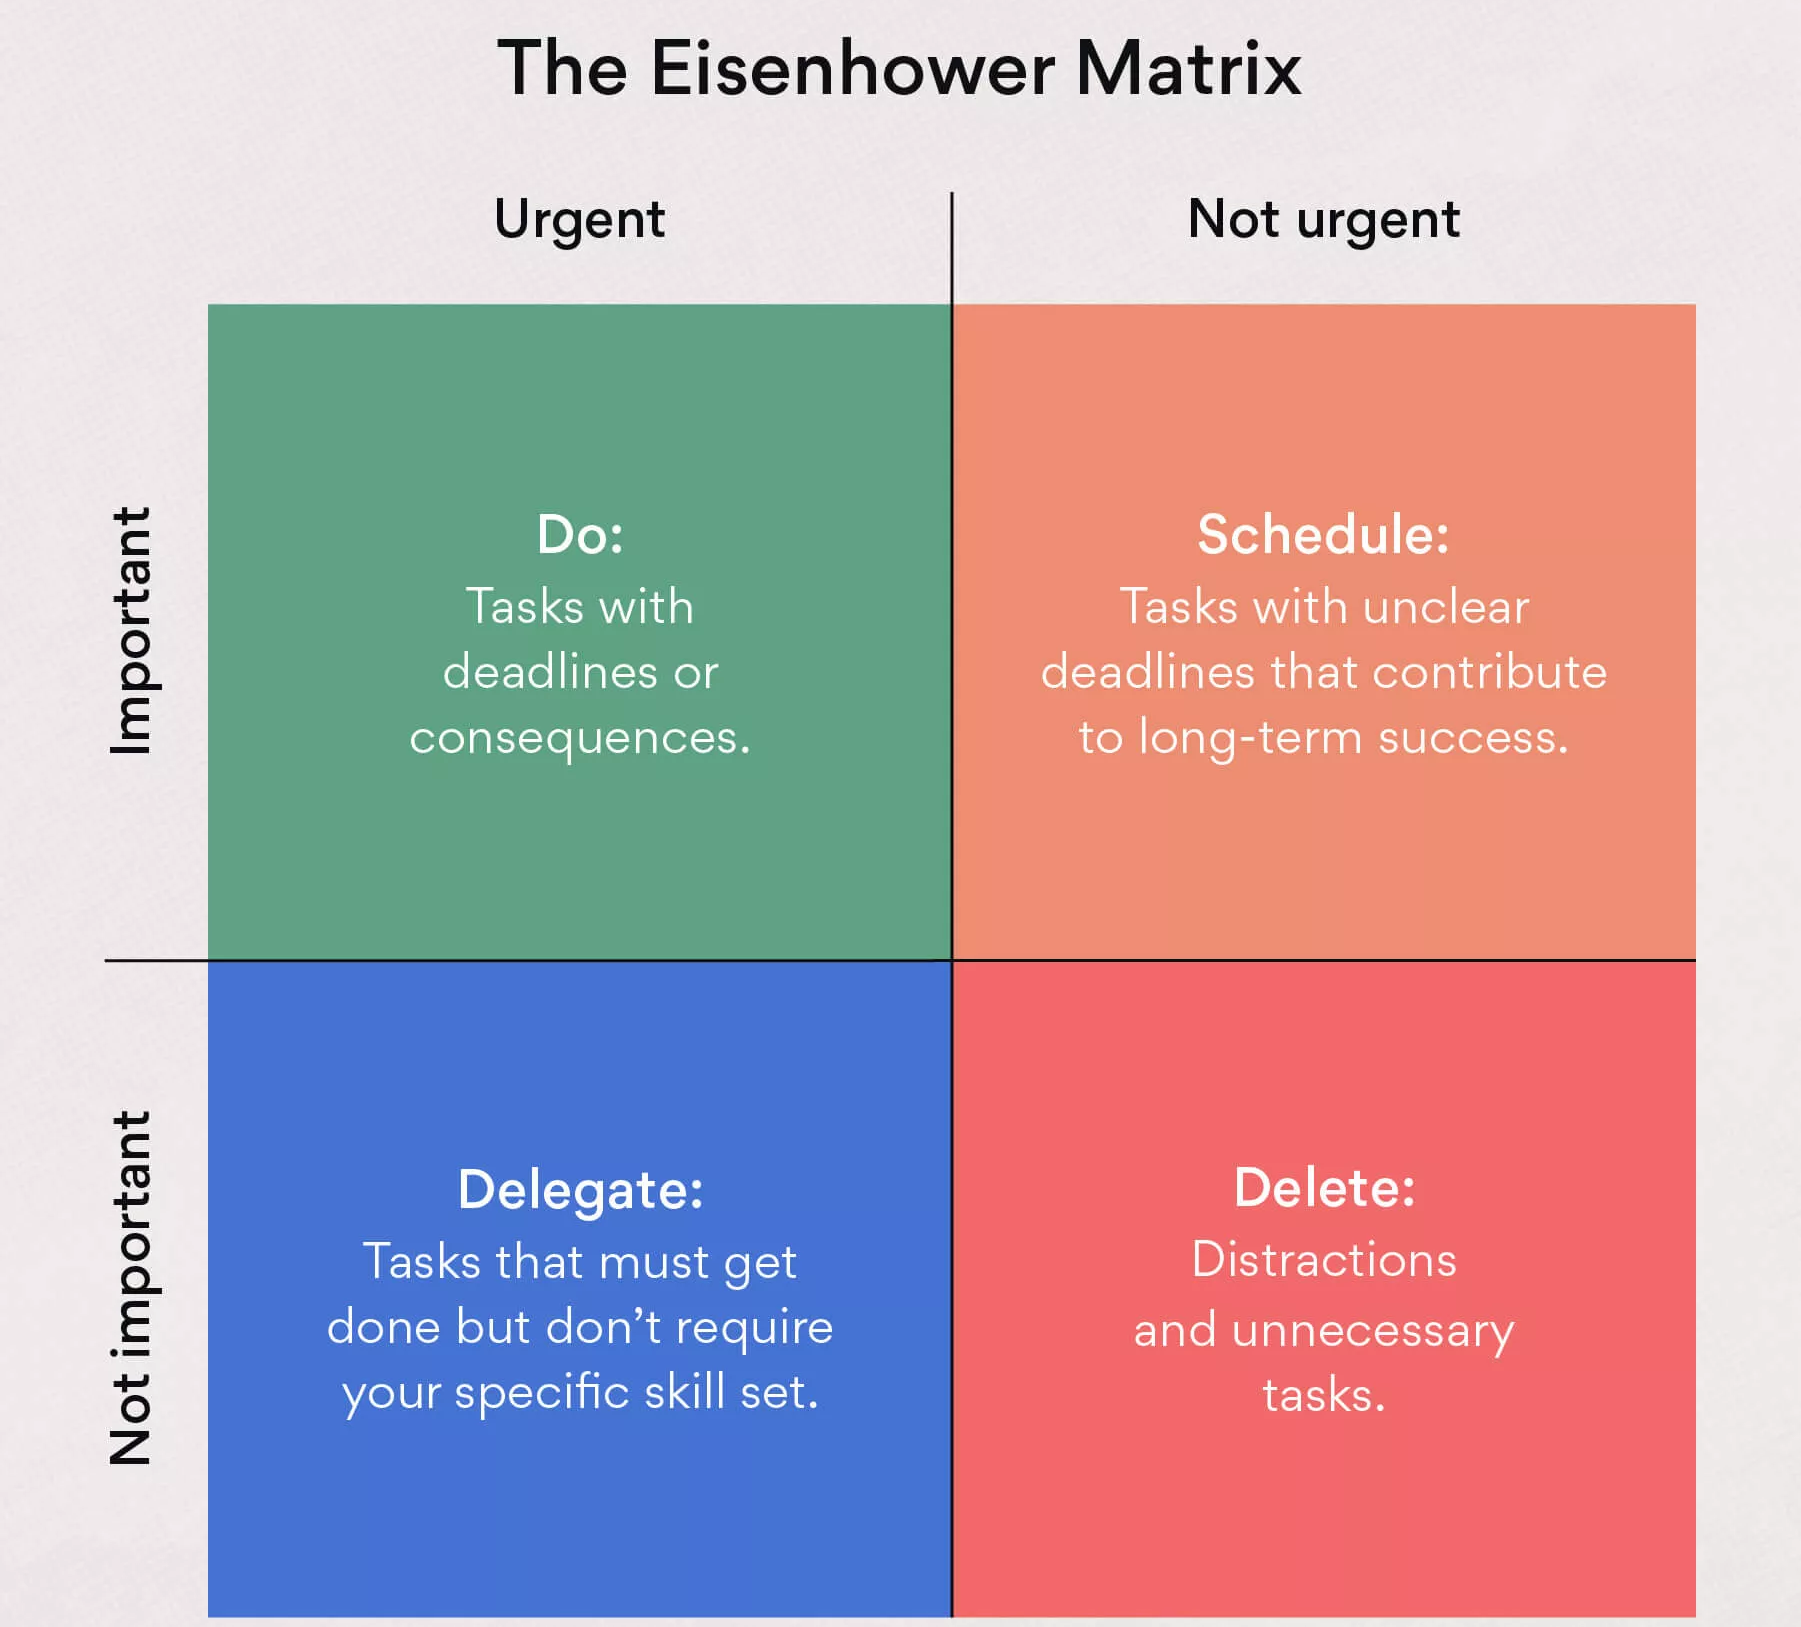 The Eisenhower Matrix
Urgent
Not urgent
Important
Do:
Tasks with
deadlines or
consequences.
Schedule:
Tasks with unclear
deadlines that contribute
to long-term success.
Not important
Delegate:
Tasks that must get
done but don’t require
your specific skill set.
Delete:
Distractions
and unnecessary
tasks.